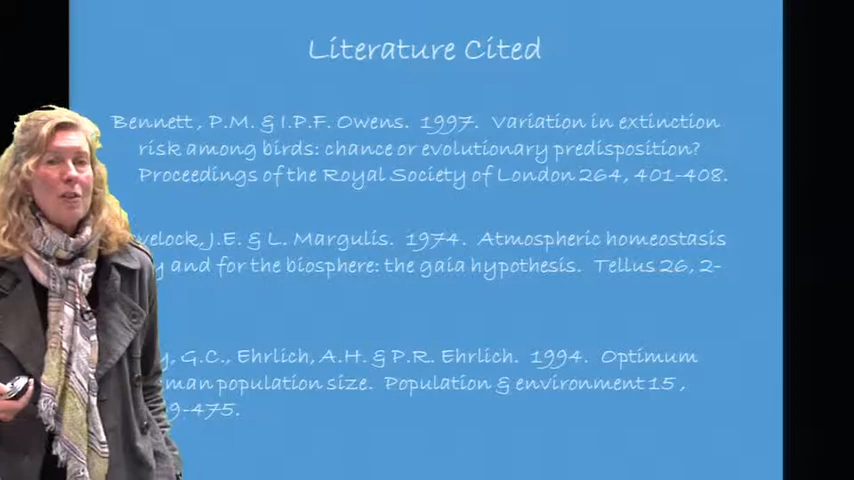 Literature Cited
Bennett, P.M. & I.P.F. Owens. 1997. Variation in extinction
risk among birds: chance or evolutionary predisposition?
Proceedings of the Royal Society of London 264, 401-408.
velock, J.E. & L. Margulis. 1974. Atmospheric homeostasis
y and for the biosphere: the gaia hypothesis. Tellus 26, 2-
y, G.C., Ehrlich, A.H. & P.R. Ehrlich. 1994. Optimum
man population size. Population & environment 15,
9-475.